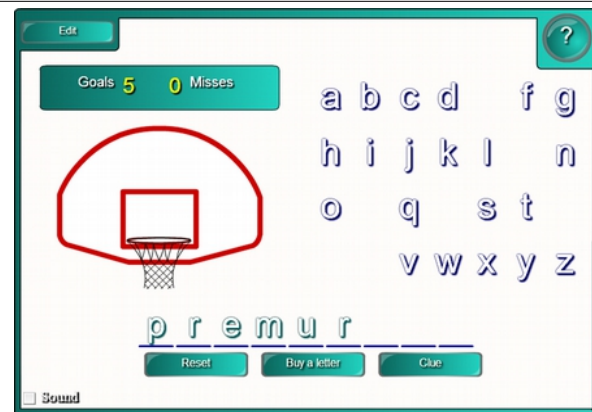 Edit
?
Goals 5 0 Misses
a b c d f g
h i j k l n
o q s t
v w x y z
p r e m u r _ _ _ _
Reset Buy a letter Clue
Sound